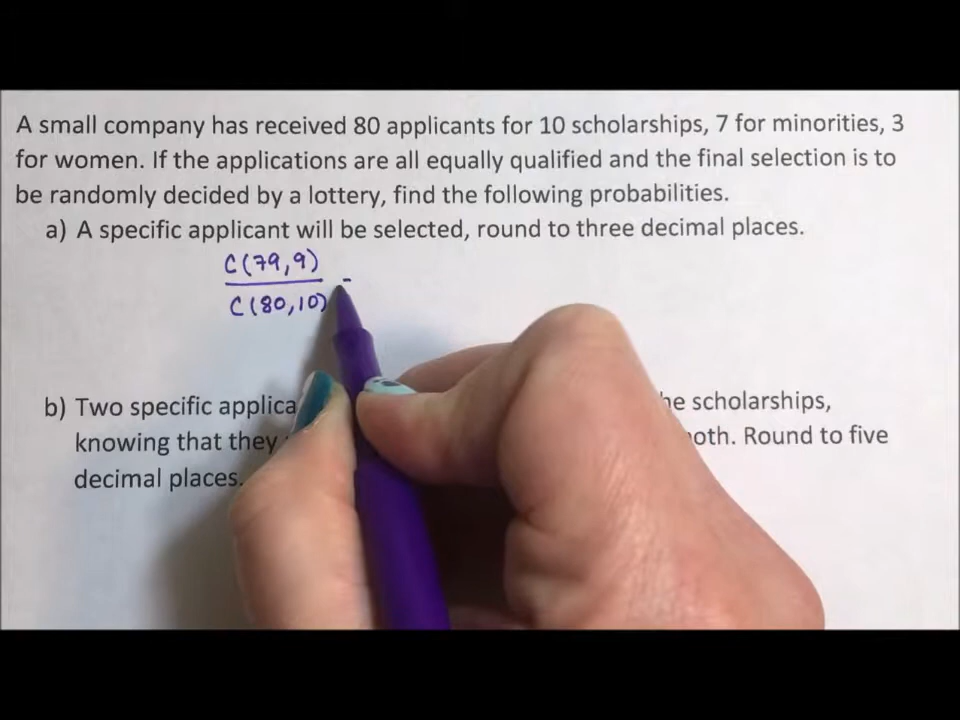 A small company has received 80 applicants for 10 scholarships, 7 for minorities, 3
for women. If the applications are all equally qualified and the final selection is to
be randomly decided by a lottery, find the following probabilities.
a) A specific applicant will be selected, round to three decimal places.
C(79,9)
C(80,10)
b) Two specific scholarships,
knowing that they Round to five
decimal places.